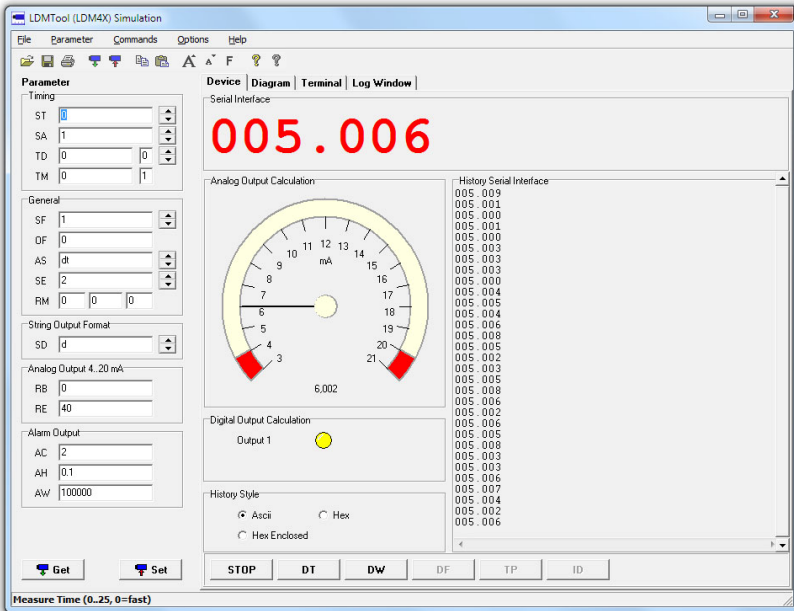 LDMTool (LDM4X) Simulation
File Parameter Commands Options Help
A A F ? ?
Parameter
Timing
ST 0
SA 1
TD 0 0
TM 0 1
General
SF 1
OF 0
AS dt
SE 2
RM 0 0 0
String Output Format
SD d
Analog Output 4..20 mA
RB 0
RE 40
Alarm Output
AC 2
AH 0.1
AW 100000
Get Set
Device Diagram Terminal Log Window
Serial Interface
005.006
Analog Output Calculation
3 4 5 6 7 8 9 10 11 12 13 14 15 16 17 18 19 20 21
mA
6,002
Digital Output Calculation
Output 1
History Style
Ascii Hex
Hex Enclosed
History Serial Interface
005.009
005.001
005.000
005.001
005.000
005.003
005.003
005.003
005.000
005.004
005.005
005.004
005.006
005.008
005.005
005.002
005.003
005.005
005.008
005.006
005.002
005.006
005.005
005.008
005.003
005.003
005.006
005.007
005.004
005.002
005.006
STOP DT DW DF TP ID
Measure Time (0..25, 0=fast)